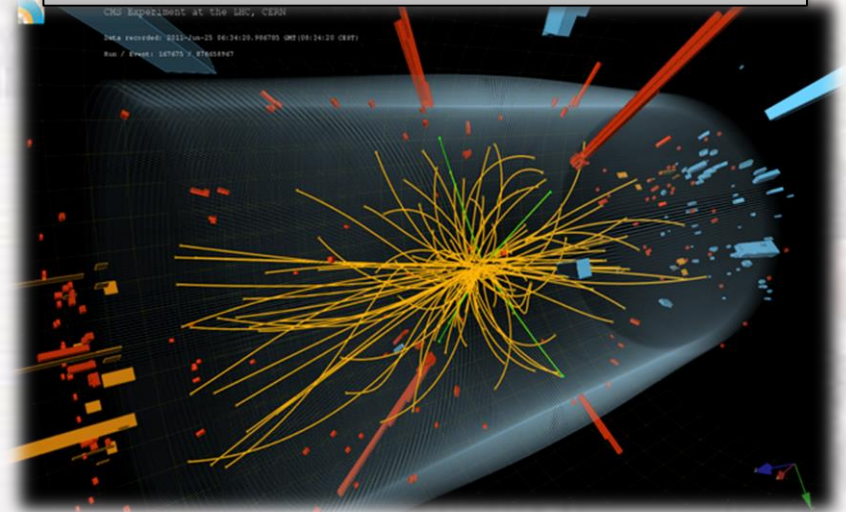 CMS Experiment at the LHC, CERN
Data recorded: 2011-Jun-25 06:34:20.986785 GMT(08:34:20 CEST)
Run / Event: 167675 / 876658967